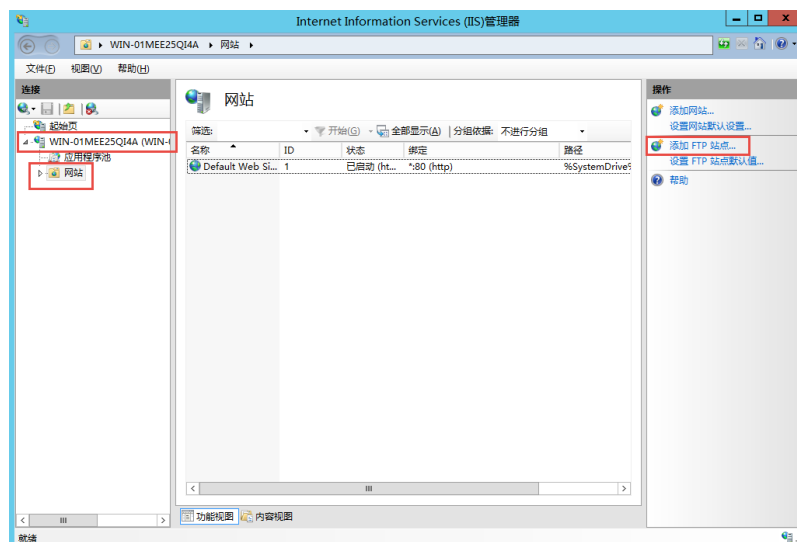 Internet Information Services (IIS)管理器
WIN-01MEE25QI4A ▸ 网站 ▸
文件(F) 视图(V) 帮助(H)
连接
起始页
WIN-01MEE25QI4A (WIN-
应用程序池
网站
网站
筛选: 开始(G) 全部显示(A) 分组依据: 不进行分组
名称 ID 状态 绑定 路径
Default Web Si... 1 已启动 (ht... *:80 (http) %SystemDrive%
功能视图 内容视图
操作
添加网站...
设置网站默认设置...
添加 FTP 站点...
设置 FTP 站点默认值...
帮助
就绪